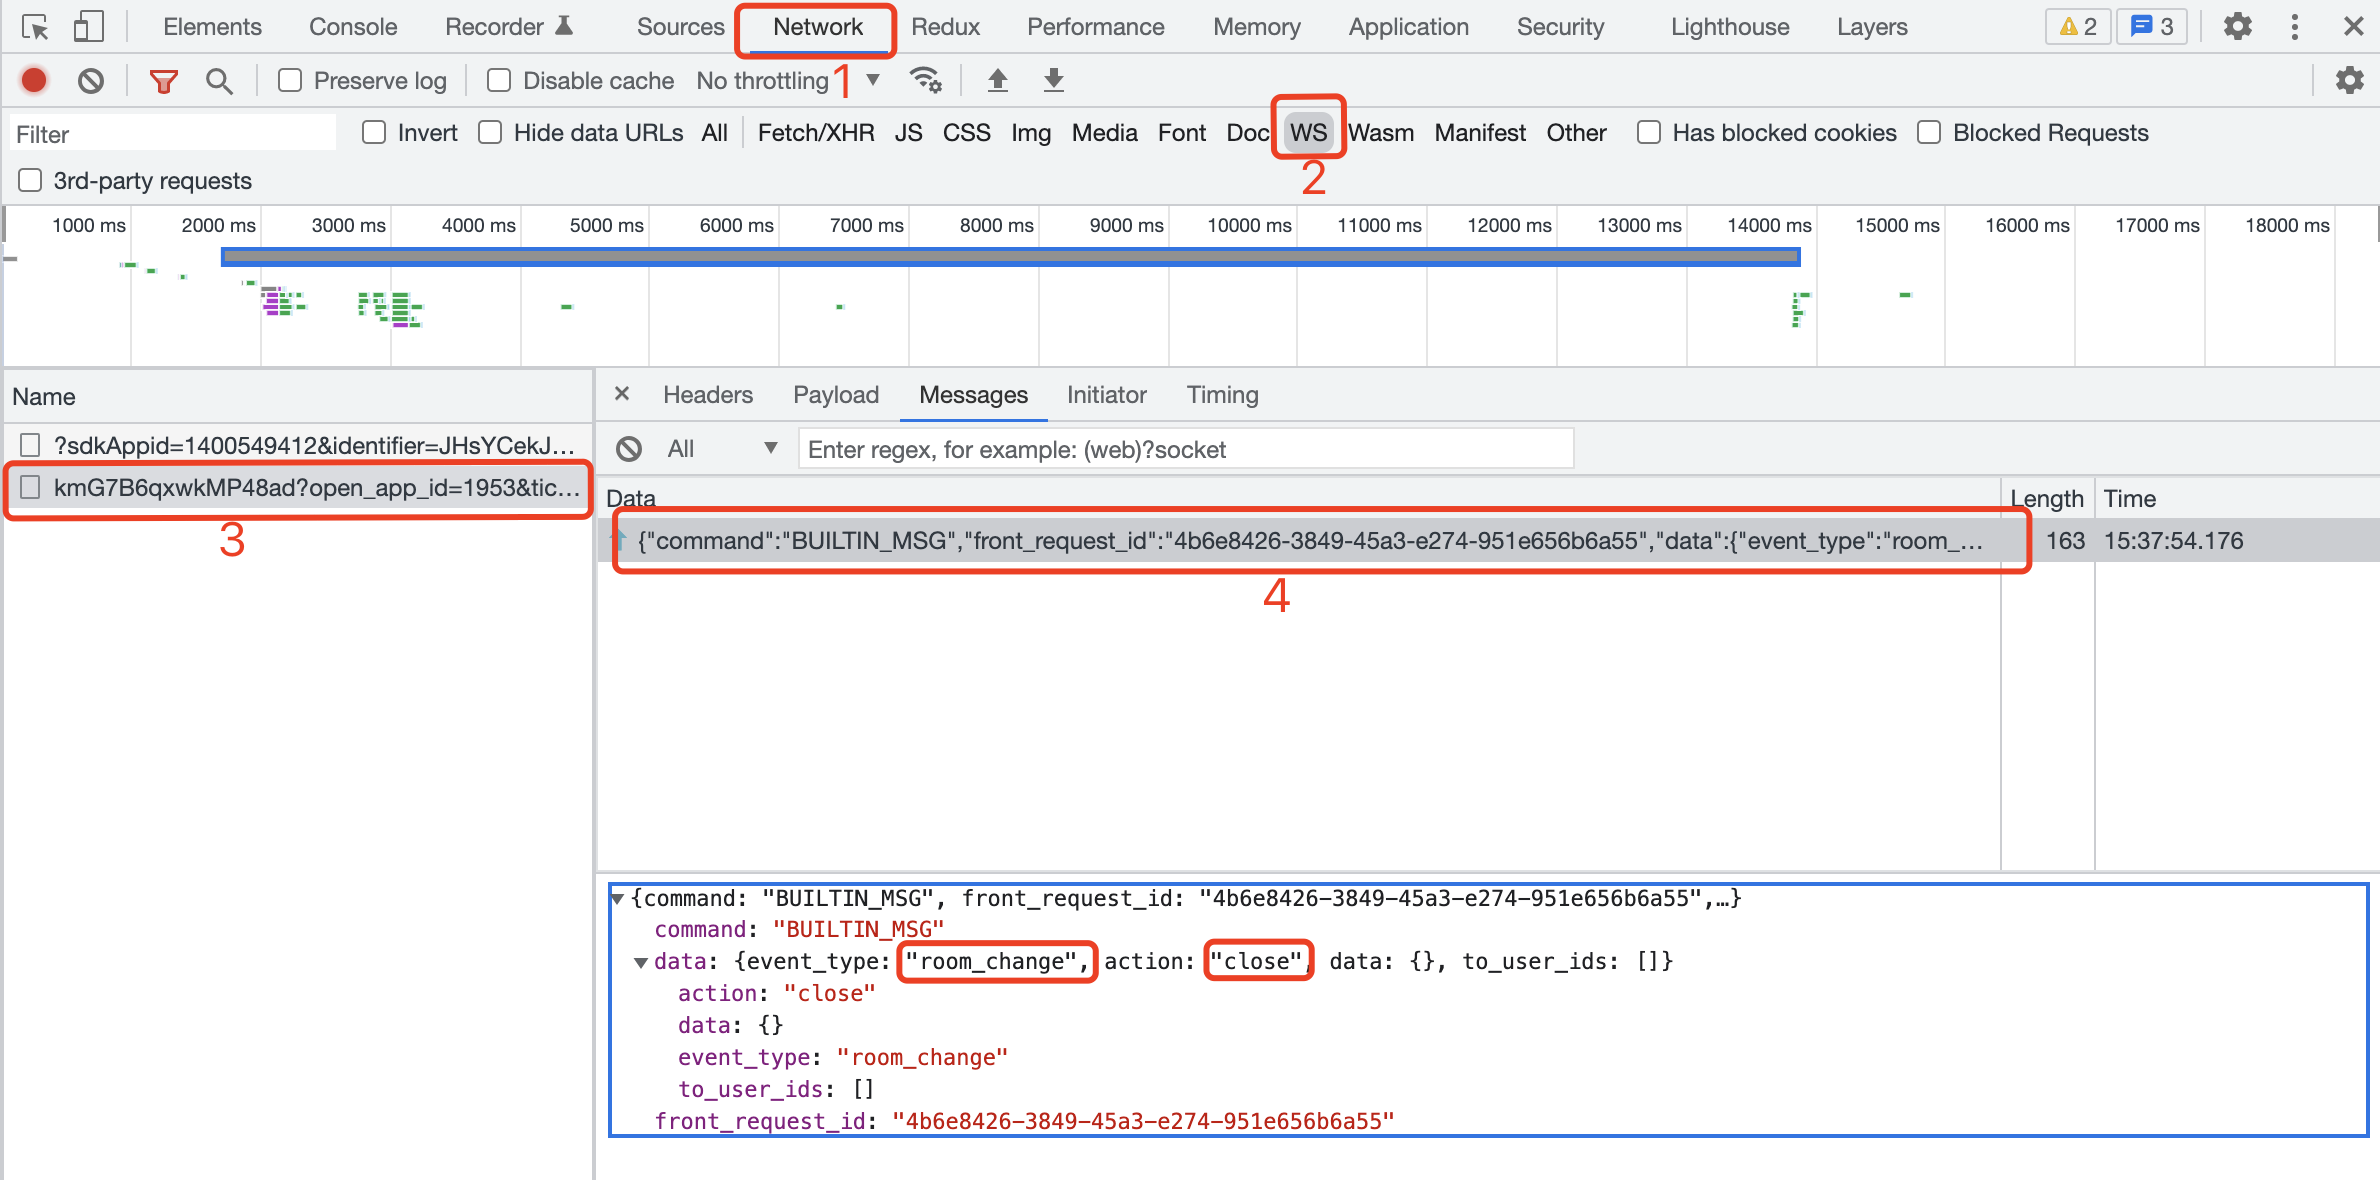 Elements Console Recorder Sources Network Redux Performance Memory Application Security Lighthouse Layers 2 3
Preserve log Disable cache No throttling 1
Filter Invert Hide data URLs All Fetch/XHR JS CSS Img Media Font Doc WS Wasm Manifest Other Has blocked cookies Blocked Requests
2
3rd-party requests
1000 ms 2000 ms 3000 ms 4000 ms 5000 ms 6000 ms 7000 ms 8000 ms 9000 ms 10000 ms 11000 ms 12000 ms 13000 ms 14000 ms 15000 ms 16000 ms 17000 ms 18000 ms
Name
?sdkAppid=1400549412&identifier=JHsYCekJ...
kmG7B6qxwkMP48ad?open_app_id=1953&tic...
3
Headers Payload Messages Initiator Timing
All Enter regex, for example: (web)?socket
Data Length Time
{"command":"BUILTIN_MSG","front_request_id":"4b6e8426-3849-45a3-e274-951e656b6a55","data":{"event_type":"room_... 163 15:37:54.176
4
{command: "BUILTIN_MSG", front_request_id: "4b6e8426-3849-45a3-e274-951e656b6a55",…}
command: "BUILTIN_MSG"
data: {event_type: "room_change", action: "close", data: {}, to_user_ids: []}
action: "close"
data: {}
event_type: "room_change"
to_user_ids: []
front_request_id: "4b6e8426-3849-45a3-e274-951e656b6a55"